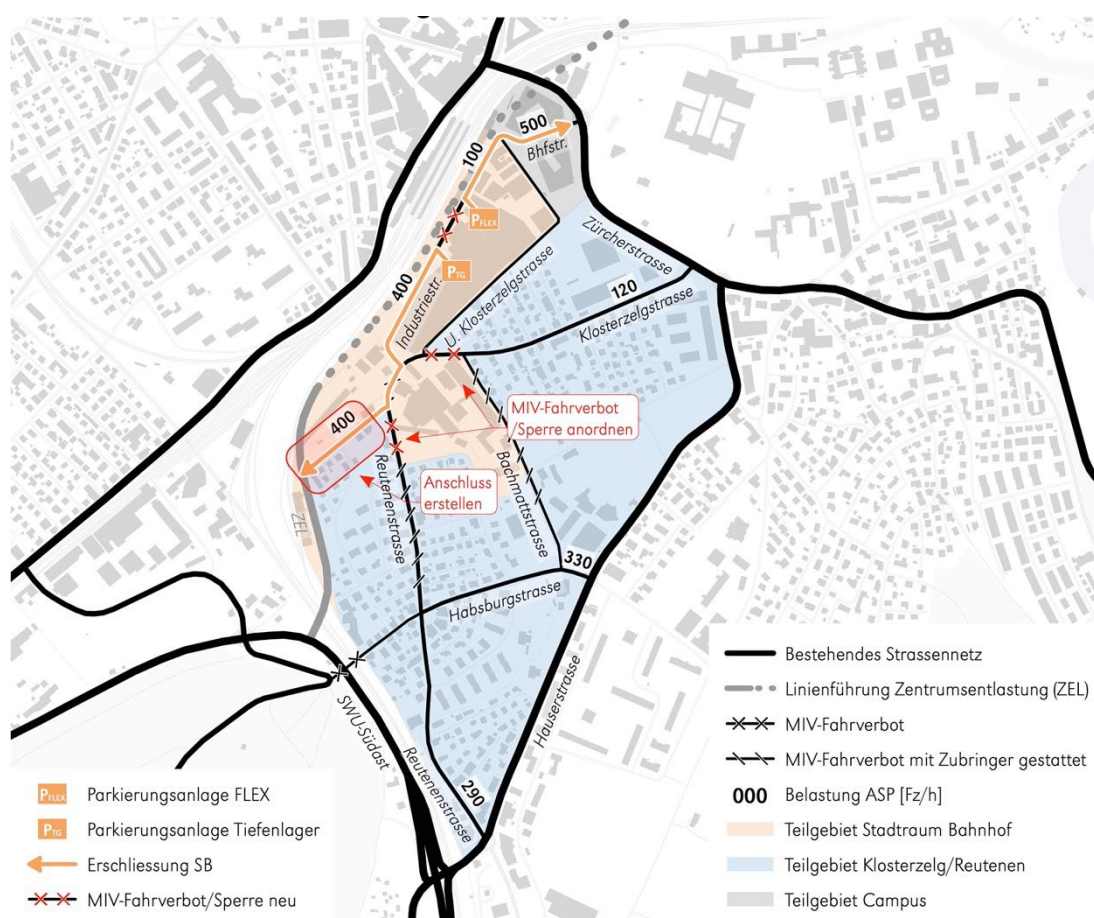 500
Bhfstr.
100
PFLEX
PTG
400
Industriestr.
U. Klosterzelgstrasse
Zürcherstrasse
120
Klosterzelgstrasse
MIV-Fahrverbot
/Sperre anordnen
400
Anschluss
erstellen
Reutenenstrasse
Bachmattstrasse
ZEL
330
Habsburgstrasse
Hauserstrasse
SWU-Südast
Reutenenstrasse
290
PFLEX Parkierungsanlage FLEX
PTG Parkierungsanlage Tiefenlager
Erschliessung SB
MIV-Fahrverbot/Sperre neu
Bestehendes Strassennetz
Linienführung Zentrumsentlastung (ZEL)
MIV-Fahrverbot
MIV-Fahrverbot mit Zubringer gestattet
000 Belastung ASP [Fz/h]
Teilgebiet Stadtraum Bahnhof
Teilgebiet Klosterzelg/Reutenen
Teilgebiet Campus